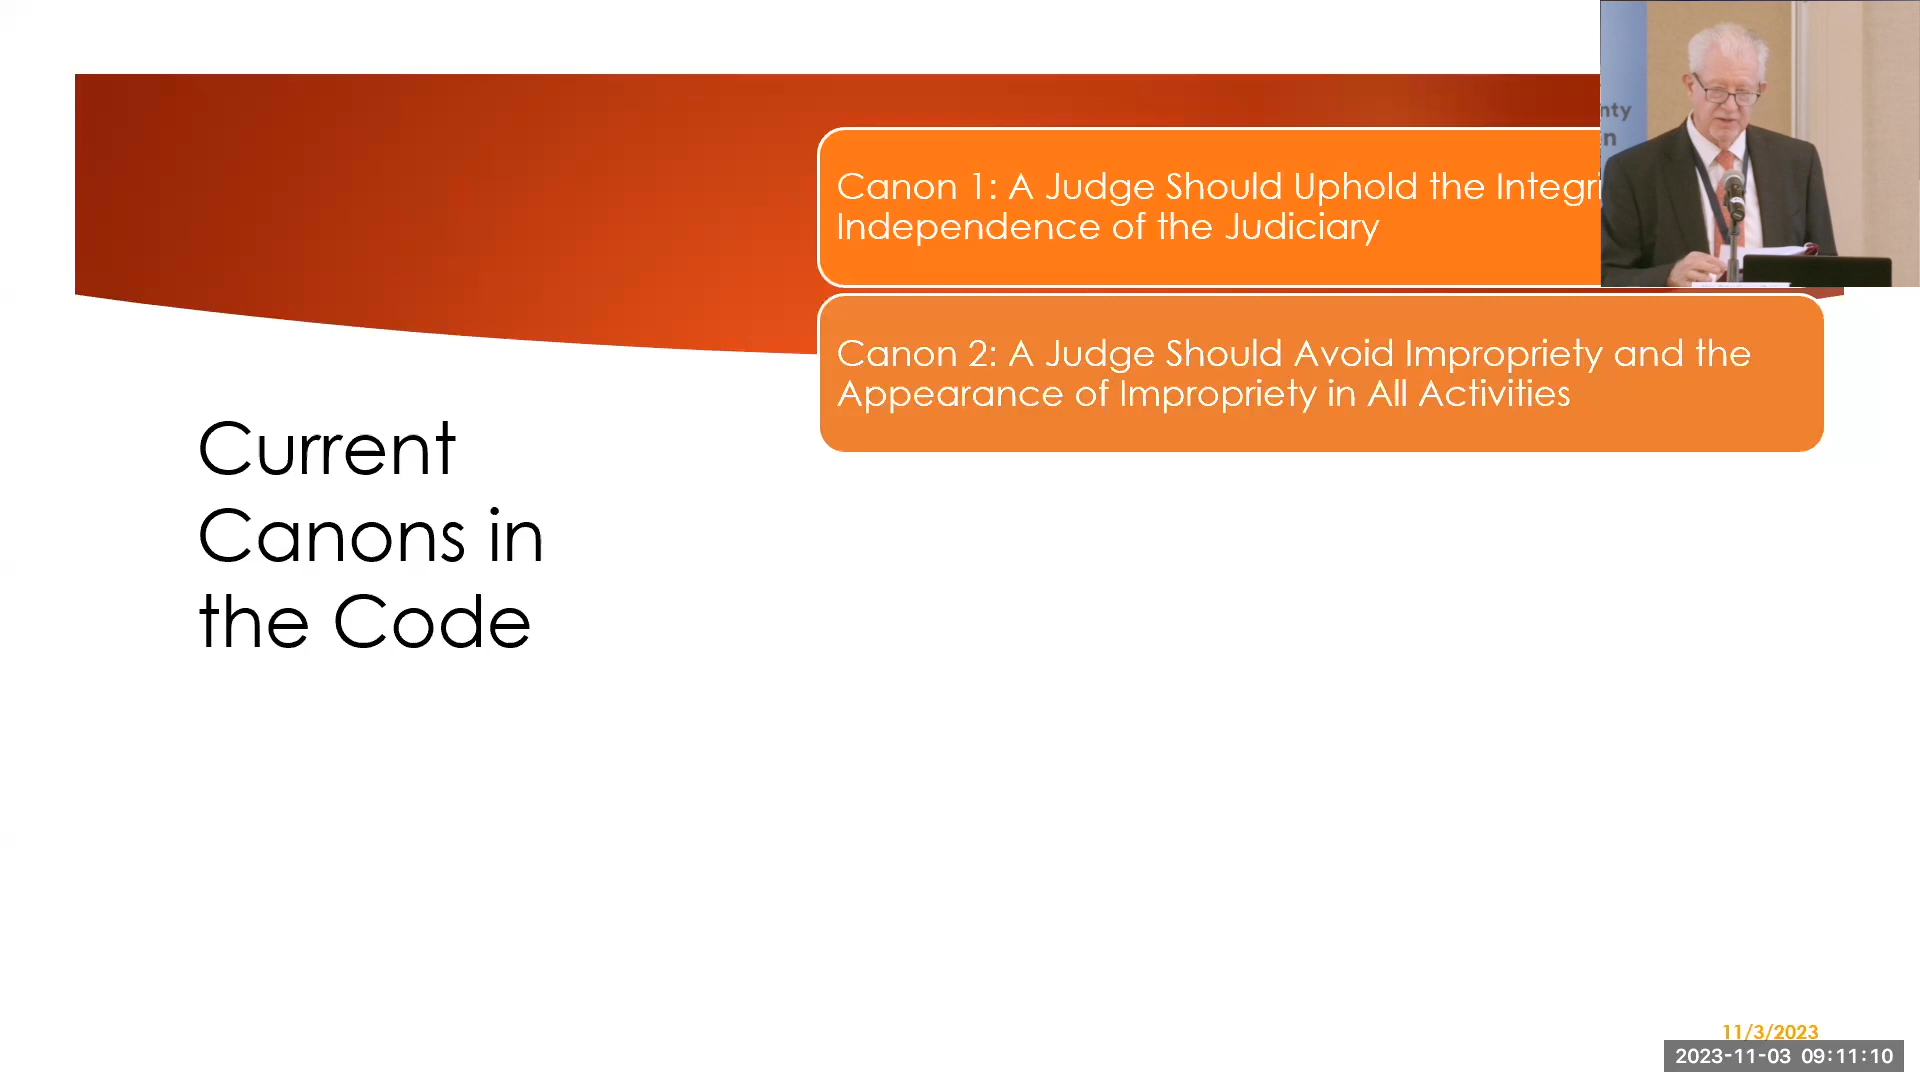 Canon 1: A Judge Should Uphold the
Independence of the Judiciary
Canon 2: A Judge Should Avoid Impropriety and the
Appearance of Impropriety in All Activities
Current
Canons in
the Code
11/3/2023
2023-11-03 09:11:10